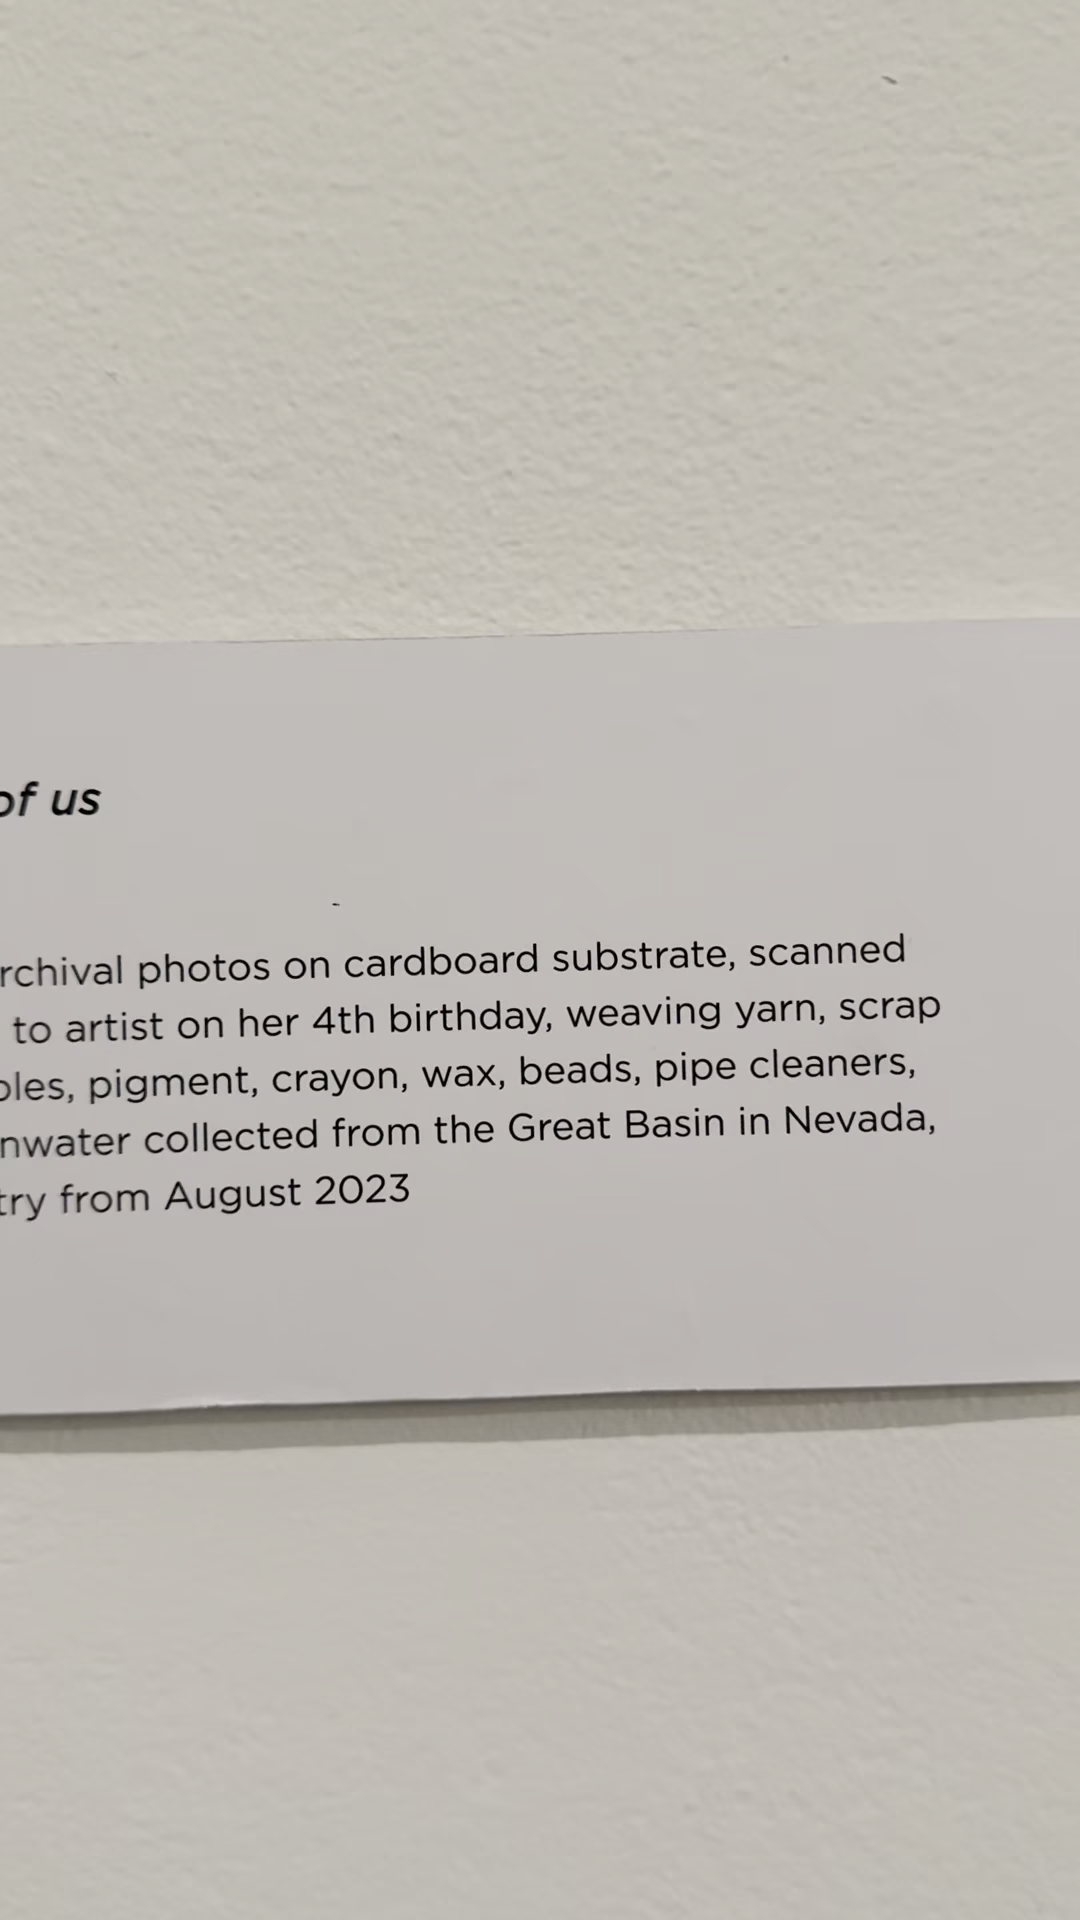 of us
rchival photos on cardboard substrate, scanned
to artist on her 4th birthday, weaving yarn, scrap
ples, pigment, crayon, wax, beads, pipe cleaners,
nwater collected from the Great Basin in Nevada,
try from August 2023